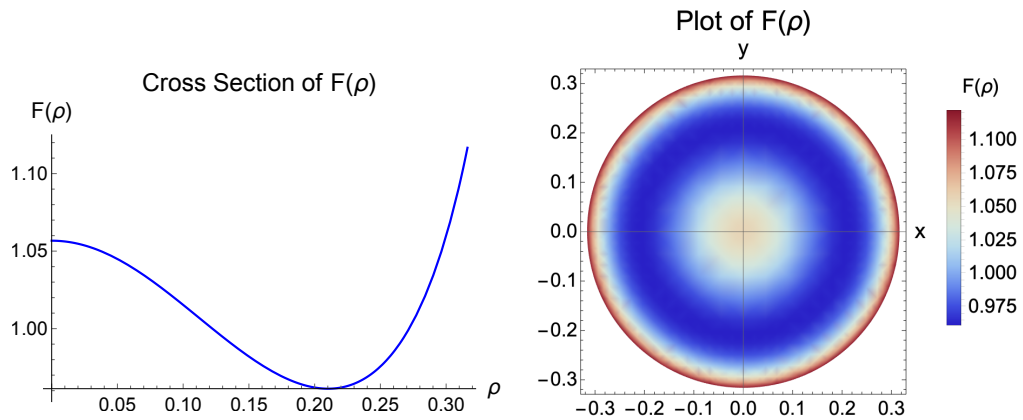 Cross Section of F(ρ)
F(ρ)
1.10
1.05
1.00
0.05 0.10 0.15 0.20 0.25 0.30 ρ
Plot of F(ρ)
y
0.3
0.2
0.1
0.0
−0.1
−0.2
−0.3
x
−0.3 −0.2 −0.1 0.0 0.1 0.2 0.3
F(ρ)
1.100
1.075
1.050
1.025
1.000
0.975